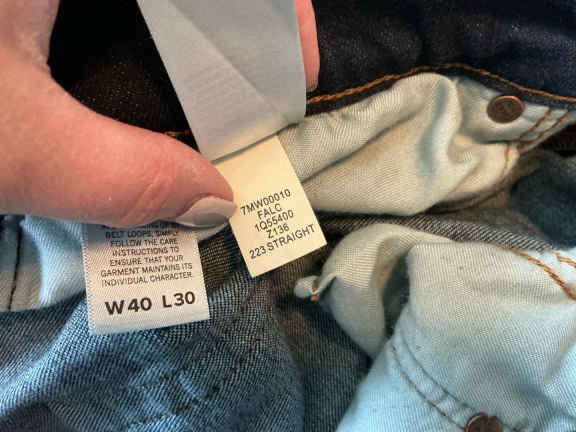 BELT LOOPS. SIMPLY
FOLLOW THE CARE
INSTRUCTIONS TO
ENSURE THAT YOUR
GARMENT MAINTAINS ITS
INDIVIDUAL CHARACTER.
W40 L30
7MW00010
FALC
1Q55400
Z136
223 STRAIGHT